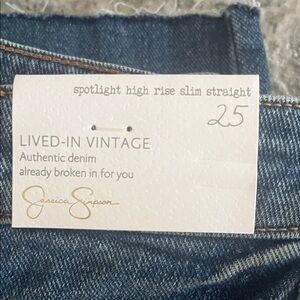 spotlight high rise slim straight
25
LIVED-IN VINTAGE
Authentic denim
already broken in for you
Jessica Simpson